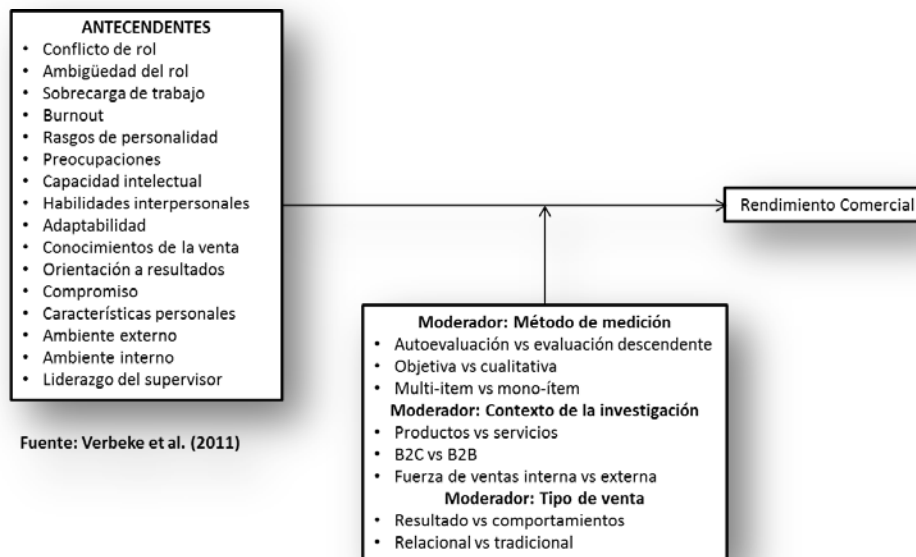 ANTECENDENTES
• Conflicto de rol
• Ambigüedad del rol
• Sobrecarga de trabajo
• Burnout
• Rasgos de personalidad
• Preocupaciones
• Capacidad intelectual
• Habilidades interpersonales
• Adaptabilidad
• Conocimientos de la venta
• Orientación a resultados
• Compromiso
• Características personales
• Ambiente externo
• Ambiente interno
• Liderazgo del supervisor
Rendimiento Comercial
Moderador: Método de medición
• Autoevaluación vs evaluación descendente
• Objetiva vs cualitativa
• Multi-item vs mono-ítem
Moderador: Contexto de la investigación
• Productos vs servicios
• B2C vs B2B
• Fuerza de ventas interna vs externa
Moderador: Tipo de venta
• Resultado vs comportamientos
• Relacional vs tradicional
Fuente: Verbeke et al. (2011)